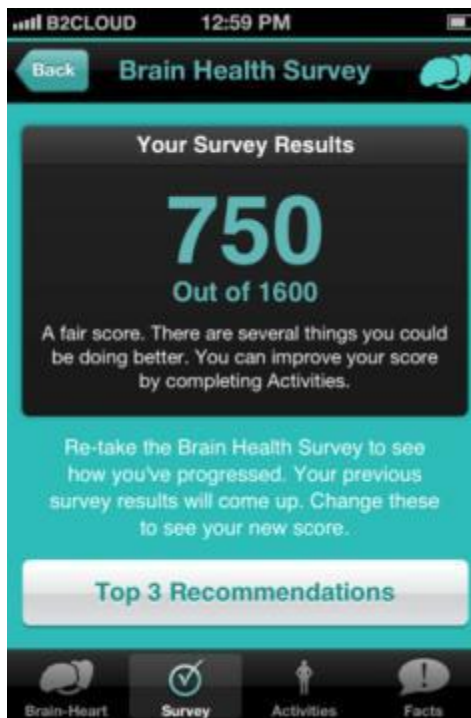 B2CLOUD 12:59 PM
Back Brain Health Survey
Your Survey Results
750
Out of 1600
A fair score. There are several things you could
be doing better. You can improve your score
by completing Activities.
Re-take the Brain Health Survey to see
how you've progressed. Your previous
survey results will come up. Change these
to see your new score.
Top 3 Recommendations
Brain-Heart Survey Activities Facts